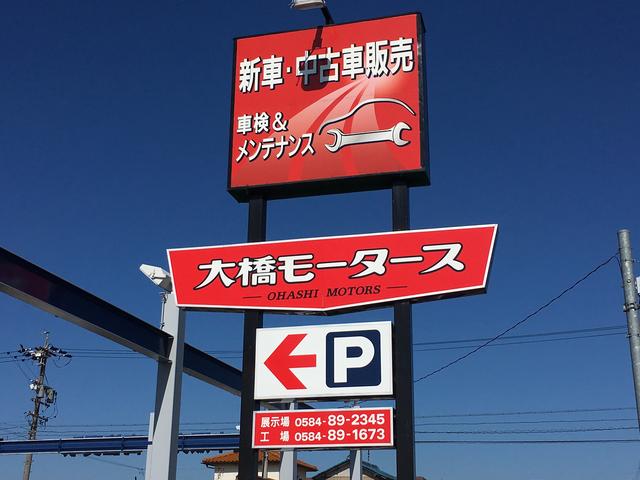 新車・中古車販売
車検&
メンテナンス
大橋モータース
OHASHI MOTORS
P
展示場 0584-89-2345
工場 0584-89-1673